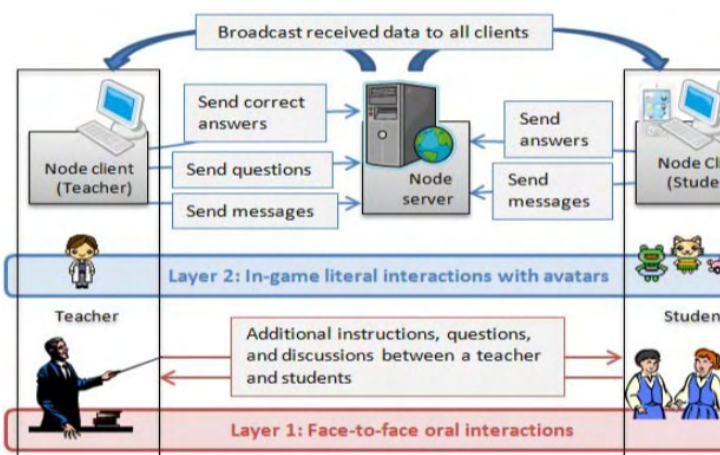 Broadcast received data to all clients
Send correct
answers
Send questions
Send messages
Node client
(Teacher)
Node
server
Send
answers
Send
messages
Node
Layer 2: In-game literal interactions with avatars
Teacher
Additional instructions, questions,
and discussions between a teacher
and students
Layer 1: Face-to-face oral interactions